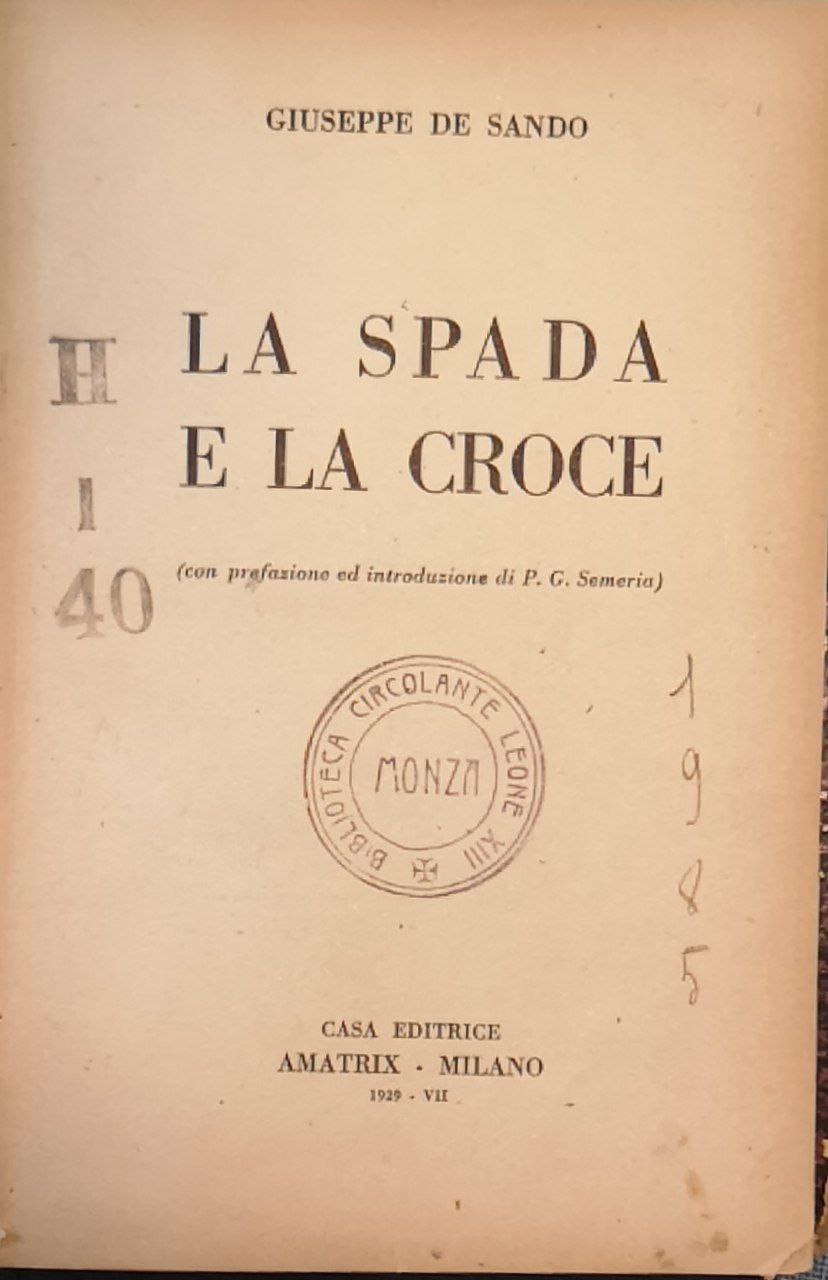 GIUSEPPE DE SANDO
LA SPADA
E LA CROCE
(con prefazione ed introduzione di P. G. Semeria)
H
1
40
BIBLIOTECA CIRCOLANTE LEONE XIII
MONZA
1
9
8
5
CASA EDITRICE
AMATRIX - MILANO
1929 - VII